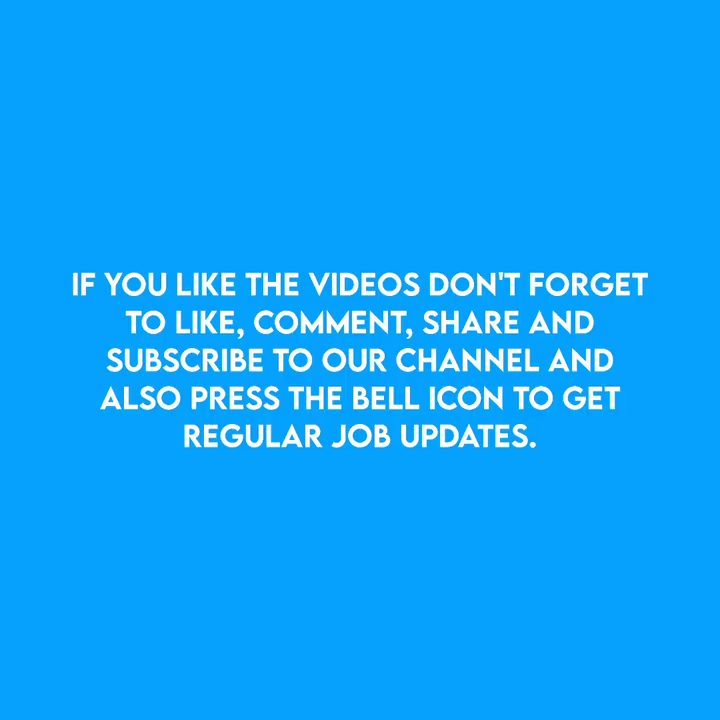 IF YOU LIKE THE VIDEOS DON'T FORGET
TO LIKE, COMMENT, SHARE AND
SUBSCRIBE TO OUR CHANNEL AND
ALSO PRESS THE BELL ICON TO GET
REGULAR JOB UPDATES.